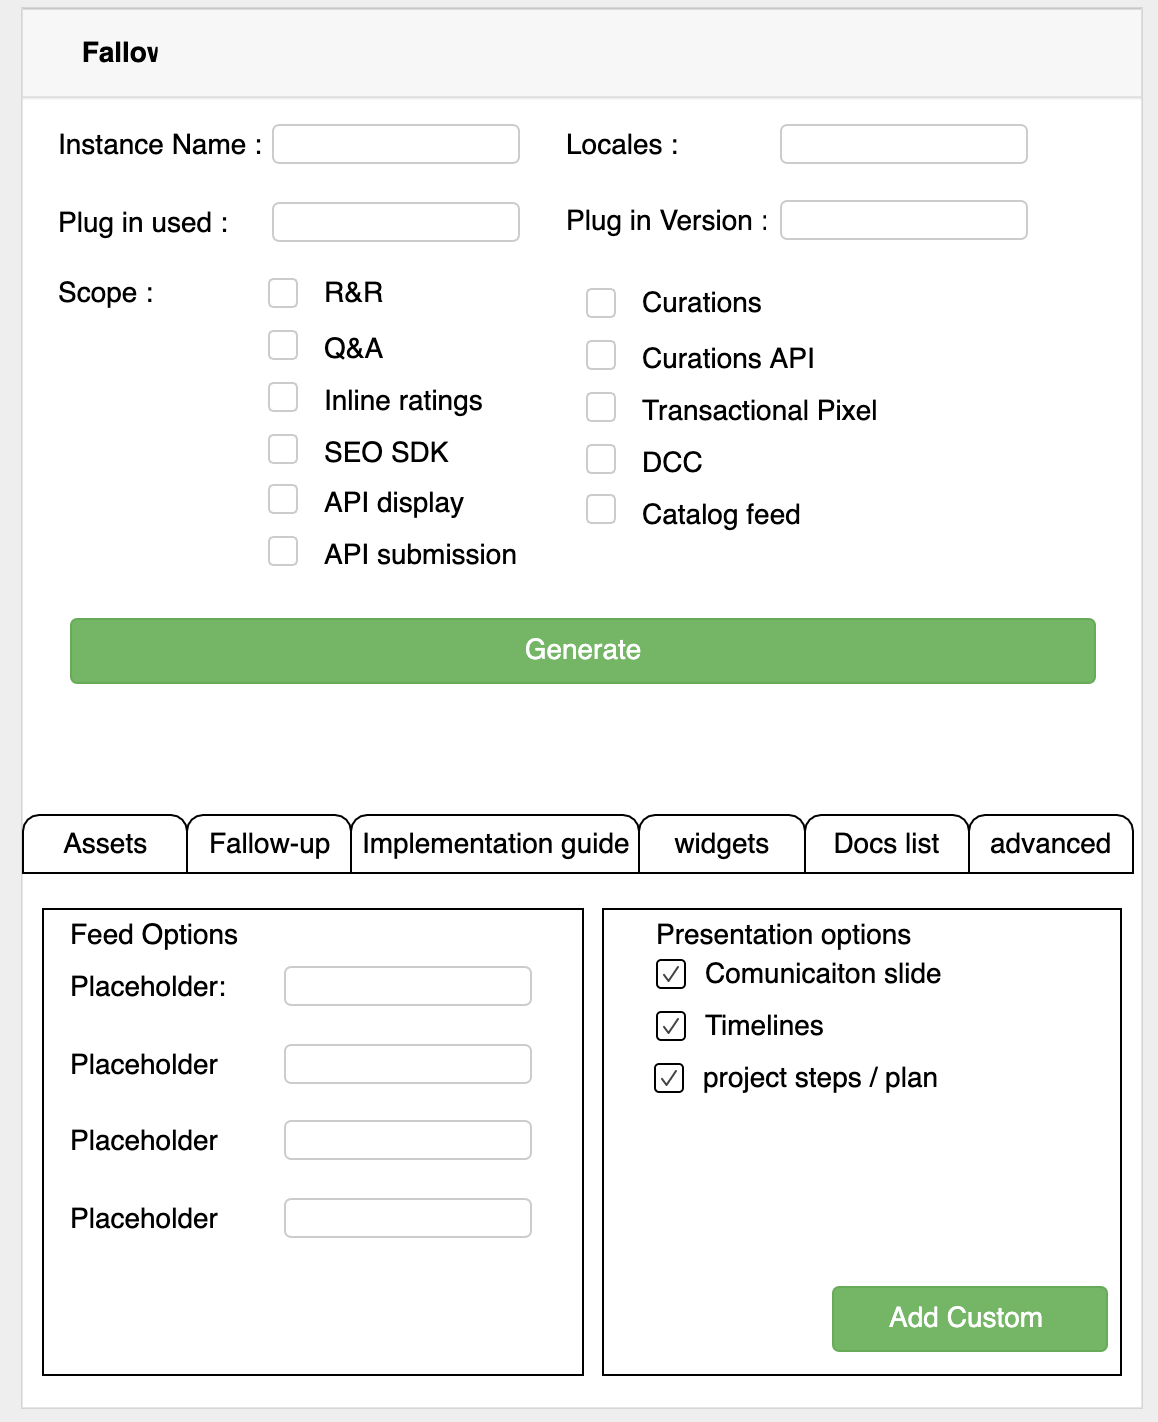 Fallov
Instance Name :
Locales :
Plug in used :
Plug in Version :
Scope :
R&R
Q&A
Inline ratings
SEO SDK
API display
API submission
Curations
Curations API
Transactional Pixel
DCC
Catalog feed
Generate
Assets
Fallow-up
Implementation guide
widgets
Docs list
advanced
Feed Options
Placeholder:
Placeholder
Placeholder
Placeholder
Presentation options
Comunicaiton slide
Timelines
project steps / plan
Add Custom